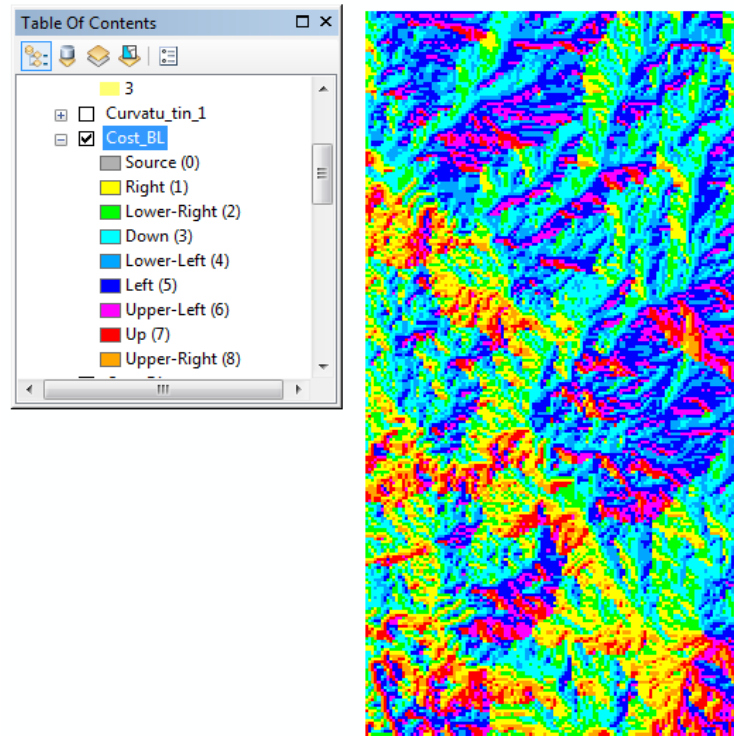 Table Of Contents
3
Curvatu_tin_1
Cost_BL
Source (0)
Right (1)
Lower-Right (2)
Down (3)
Lower-Left (4)
Left (5)
Upper-Left (6)
Up (7)
Upper-Right (8)